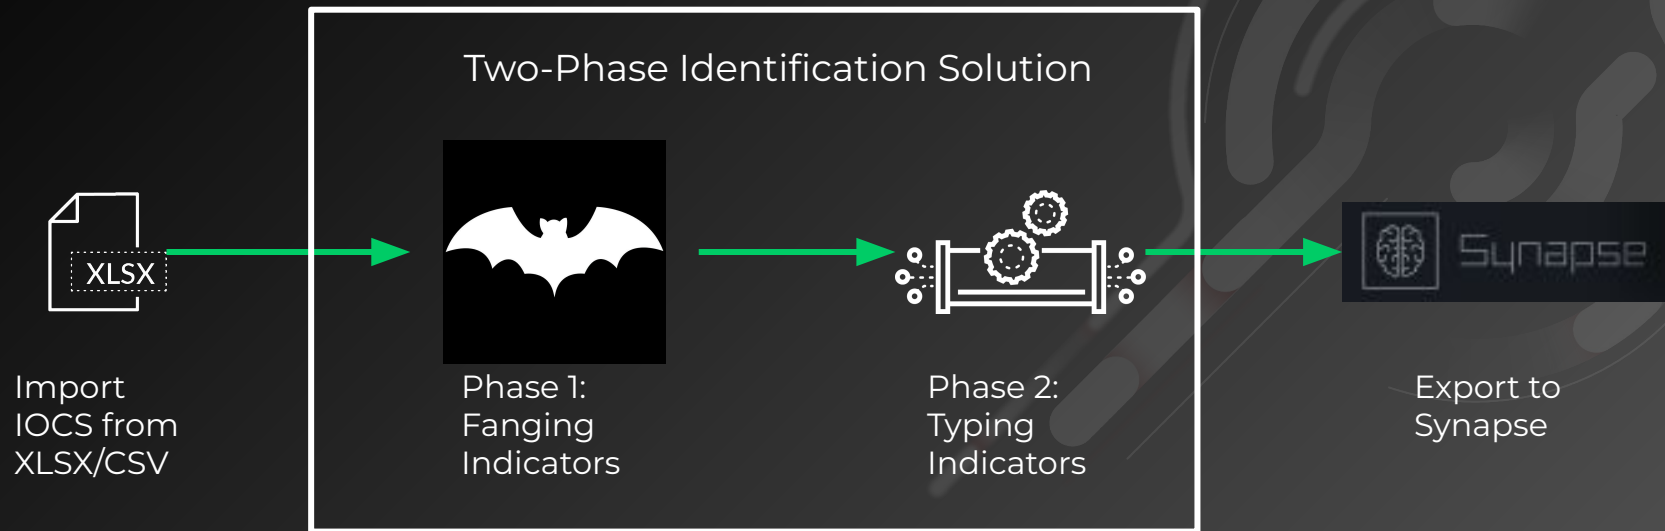 Two-Phase Identification Solution
XLSX
Synapse
Import
IOCS from
XLSX/CSV
Phase 1:
Fanging
Indicators
Phase 2:
Typing
Indicators
Export to
Synapse